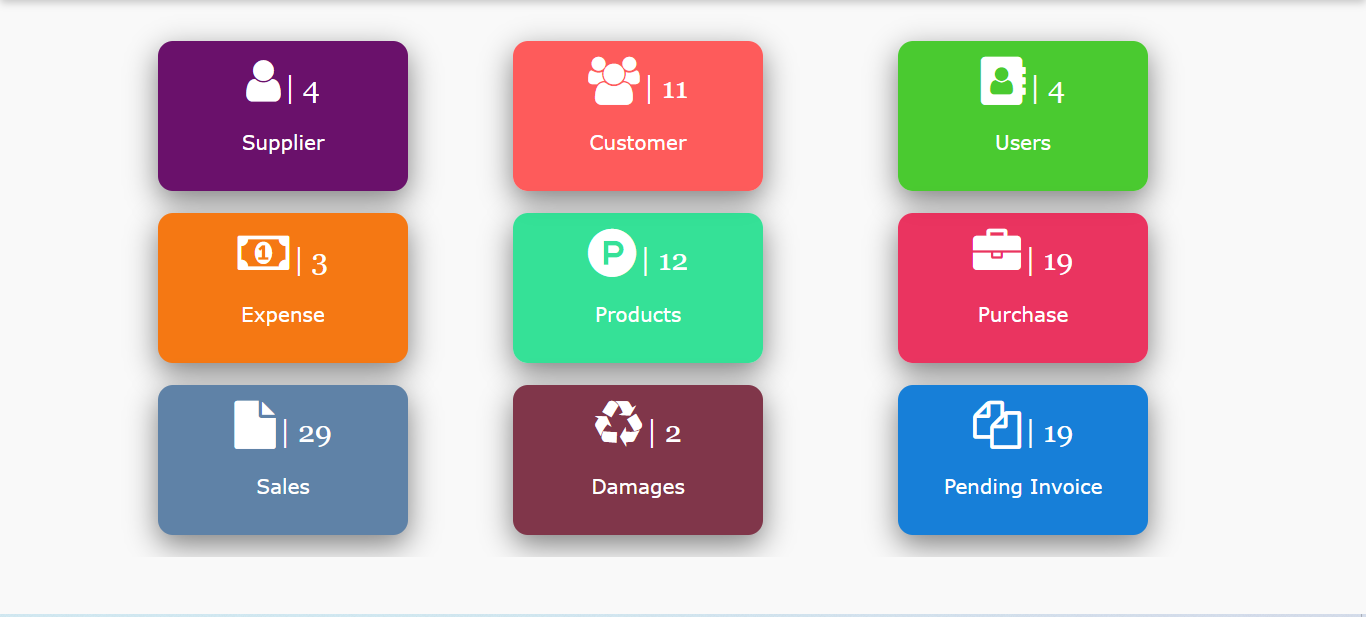 | 4
Supplier
| 11
Customer
| 4
Users
1 | 3
Expense
P | 12
Products
| 19
Purchase
| 29
Sales
| 2
Damages
| 19
Pending Invoice